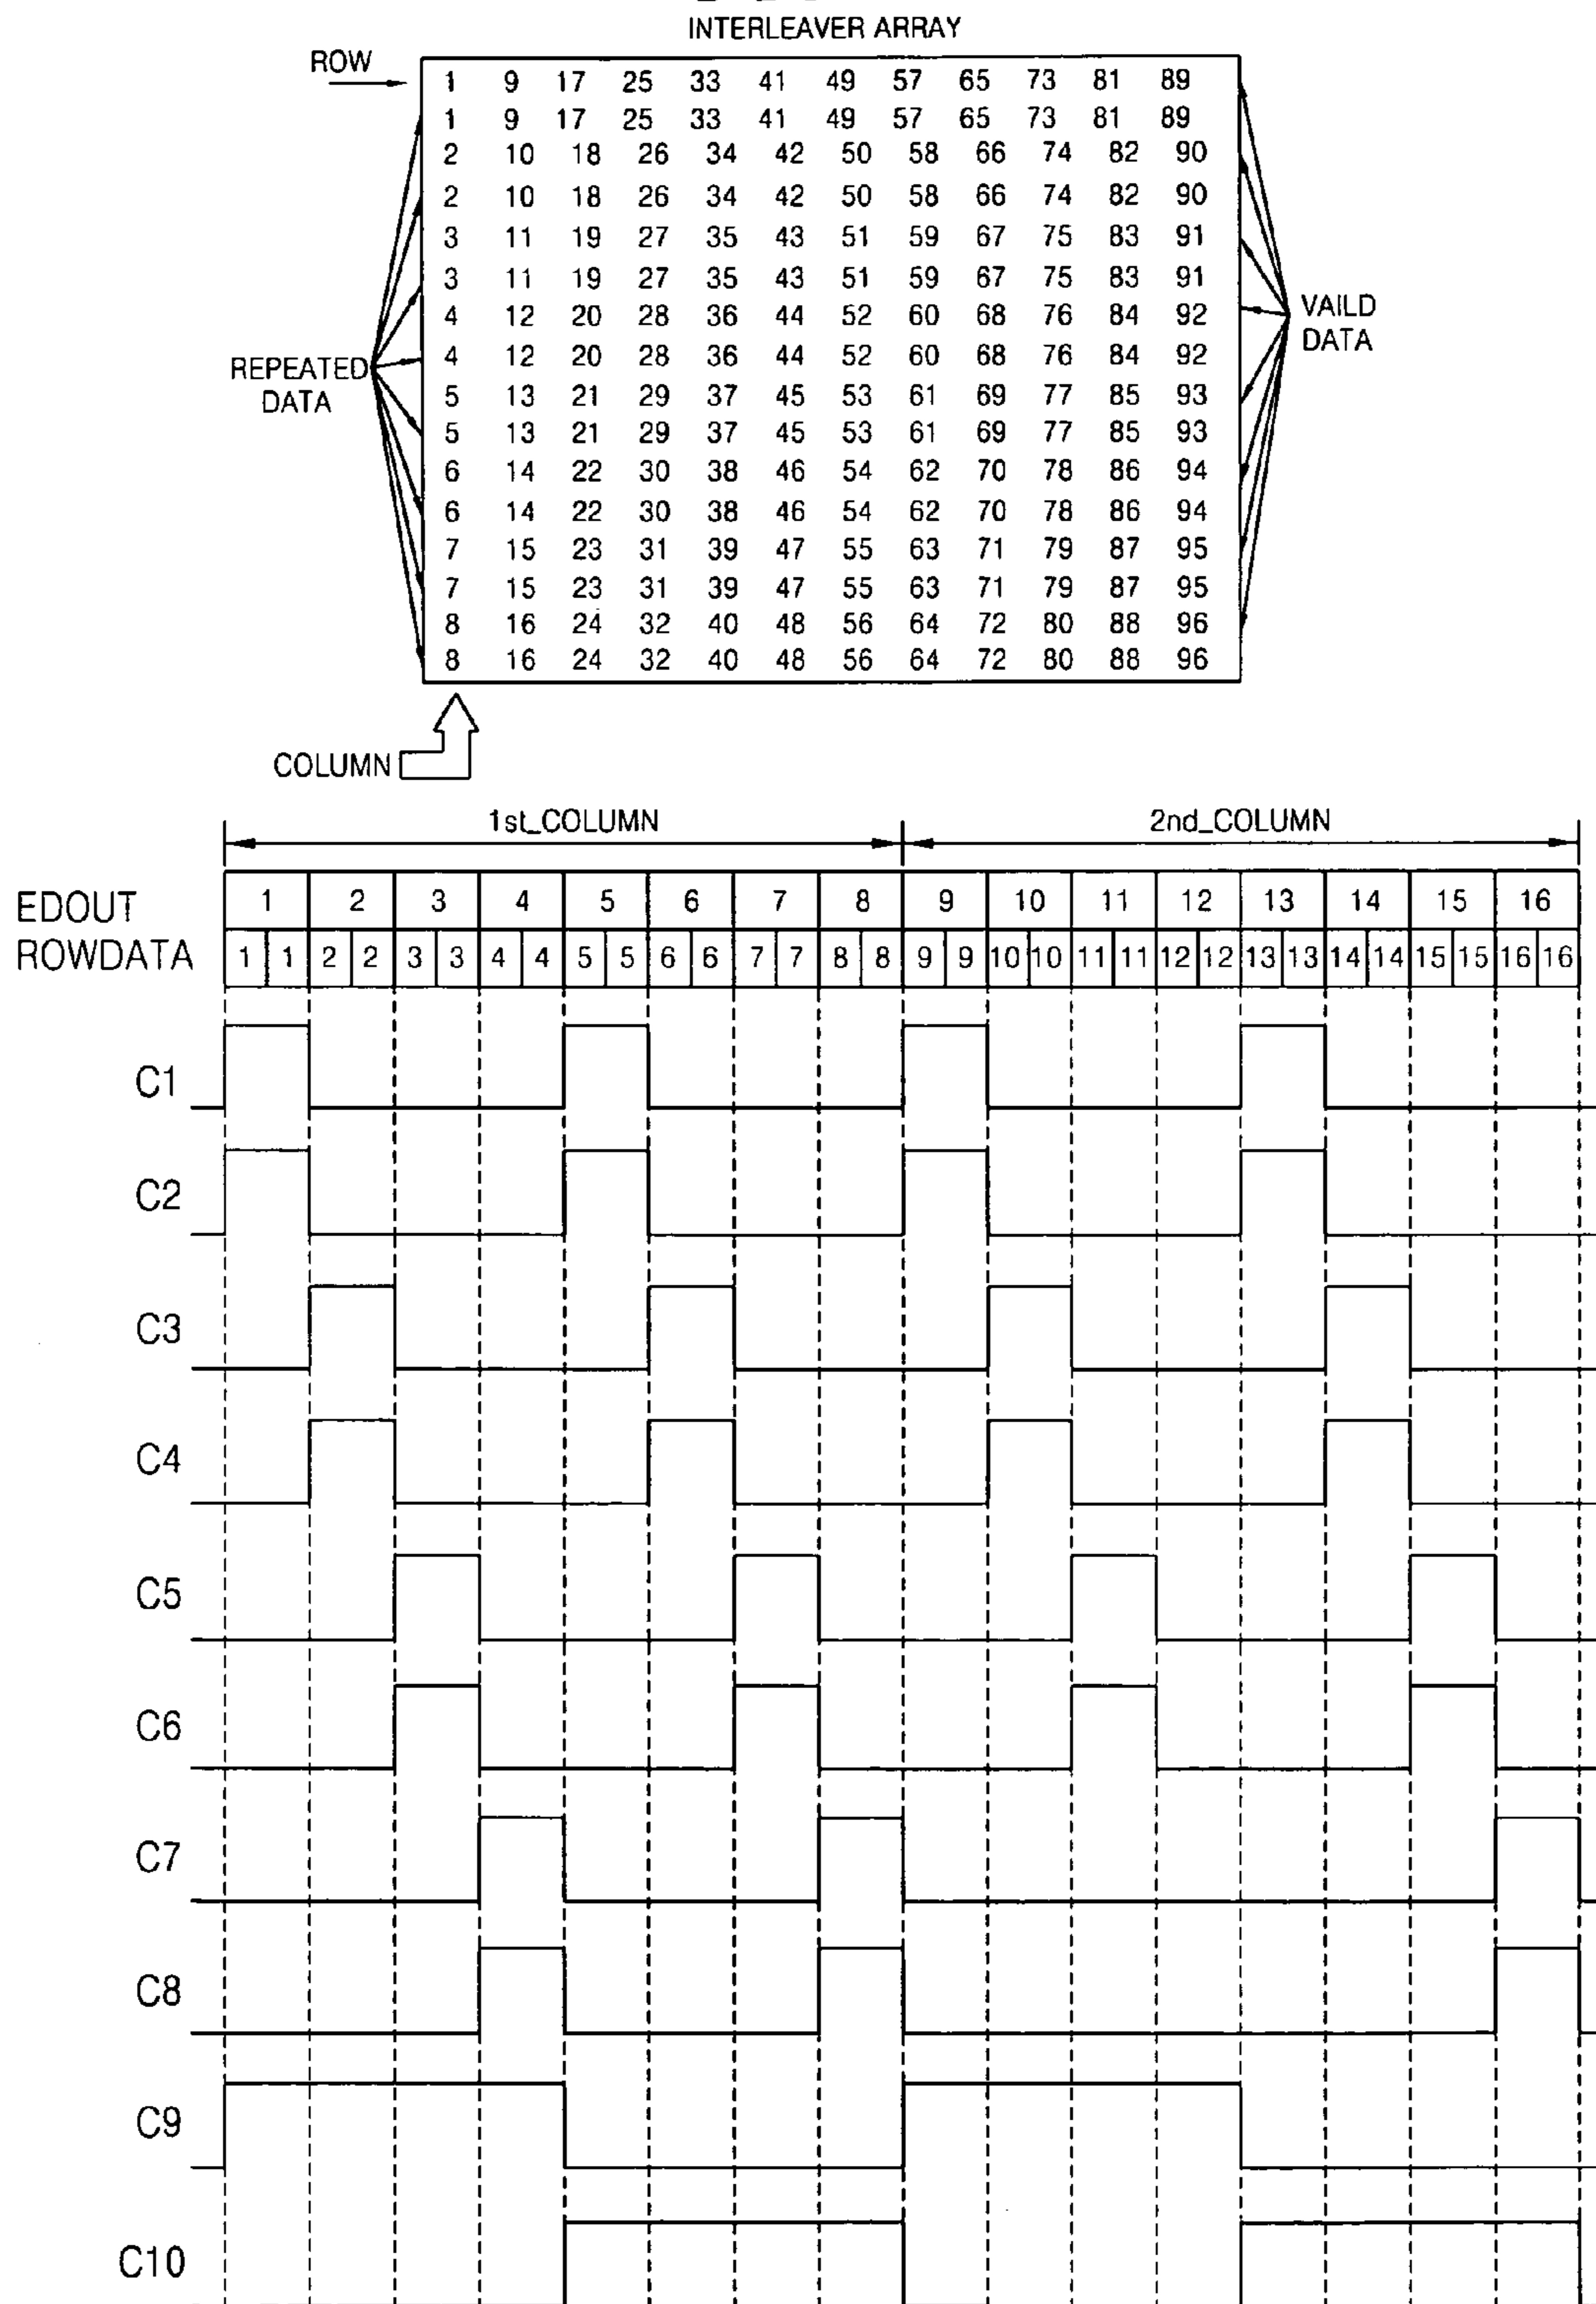 INTERLEAVER ARRAY
ROW
1 9 17 25 33 41 49 57 65 73 81 89
1 9 17 25 33 41 49 57 65 73 81 89
2 10 18 26 34 42 50 58 66 74 82 90
2 10 18 26 34 42 50 58 66 74 82 90
3 11 19 27 35 43 51 59 67 75 83 91
3 11 19 27 35 43 51 59 67 75 83 91
4 12 20 28 36 44 52 60 68 76 84 92
4 12 20 28 36 44 52 60 68 76 84 92
5 13 21 29 37 45 53 61 69 77 85 93
5 13 21 29 37 45 53 61 69 77 85 93
6 14 22 30 38 46 54 62 70 78 86 94
6 14 22 30 38 46 54 62 70 78 86 94
7 15 23 31 39 47 55 63 71 79 87 95
7 15 23 31 39 47 55 63 71 79 87 95
8 16 24 32 40 48 56 64 72 80 88 96
8 16 24 32 40 48 56 64 72 80 88 96
REPEATED
DATA
VAILD
DATA
COLUMN
1st_COLUMN 2nd_COLUMN
EDOUT 1 2 3 4 5 6 7 8 9 10 11 12 13 14 15 16
ROWDATA 1 1 2 2 3 3 4 4 5 5 6 6 7 7 8 8 9 9 10 10 11 11 12 12 13 13 14 14 15 15 16 16
C1
C2
C3
C4
C5
C6
C7
C8
C9
C10